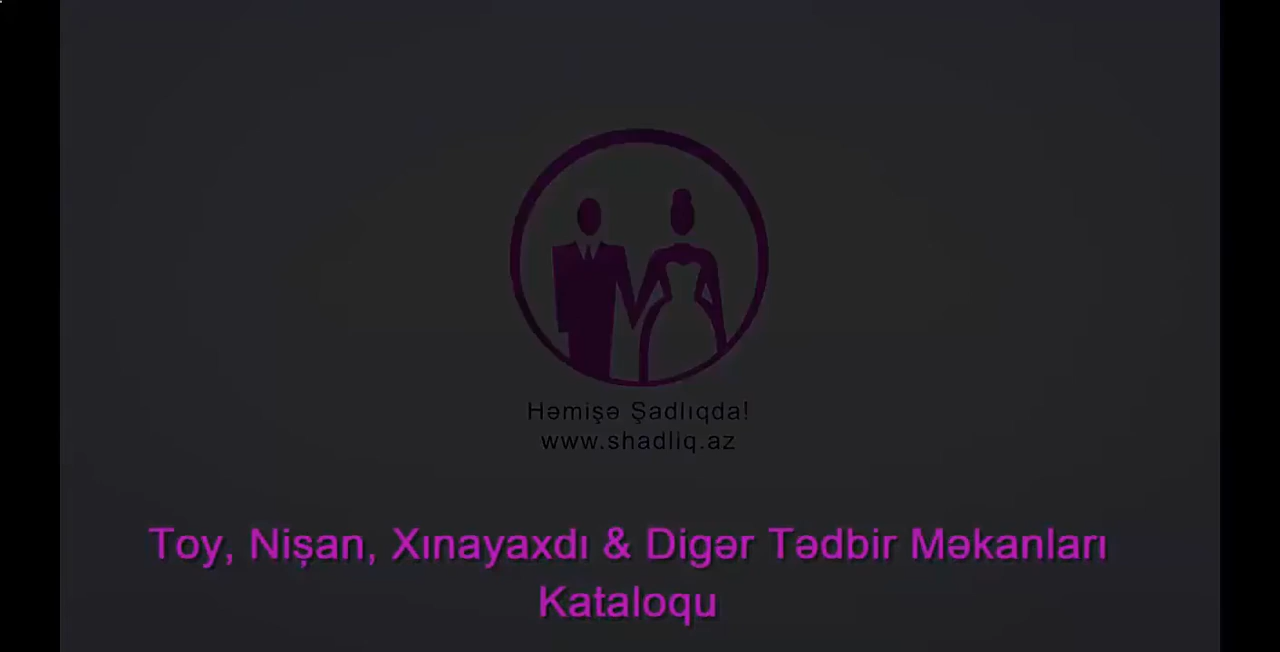 Həmişə Şadlıqda!
www.shadliq.az
Toy, Nişan, Xınayaxdı & Digər Tədbir Məkanları
Kataloqu